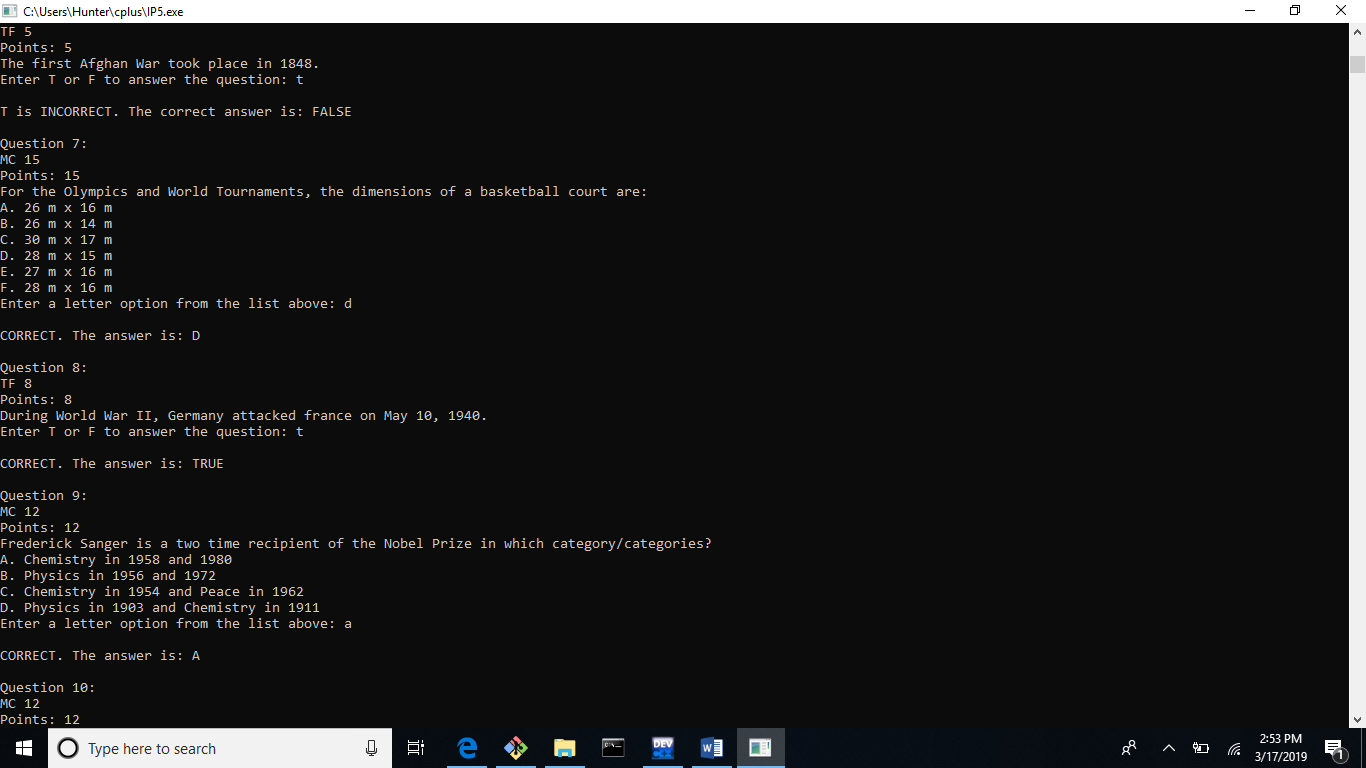 C:\Users\Hunter\cplus\IP5.exe
TF 5
Points: 5
The first Afghan War took place in 1848.
Enter T or F to answer the question: t
T is INCORRECT. The correct answer is: FALSE
Question 7:
MC 15
Points: 15
For the Olympics and World Tournaments, the dimensions of a basketball court are:
A. 26 m x 16 m
B. 26 m x 14 m
C. 30 m x 17 m
D. 28 m x 15 m
E. 27 m x 16 m
F. 28 m x 16 m
Enter a letter option from the list above: d
CORRECT. The answer is: D
Question 8:
TF 8
Points: 8
During World War II, Germany attacked france on May 10, 1940.
Enter T or F to answer the question: t
CORRECT. The answer is: TRUE
Question 9:
MC 12
Points: 12
Frederick Sanger is a two time recipient of the Nobel Prize in which category/categories?
A. Chemistry in 1958 and 1980
B. Physics in 1956 and 1972
C. Chemistry in 1954 and Peace in 1962
D. Physics in 1903 and Chemistry in 1911
Enter a letter option from the list above: a
CORRECT. The answer is: A
Question 10:
MC 12
Points: 12
Type here to search
DEV
2:53 PM
3/17/2019
1